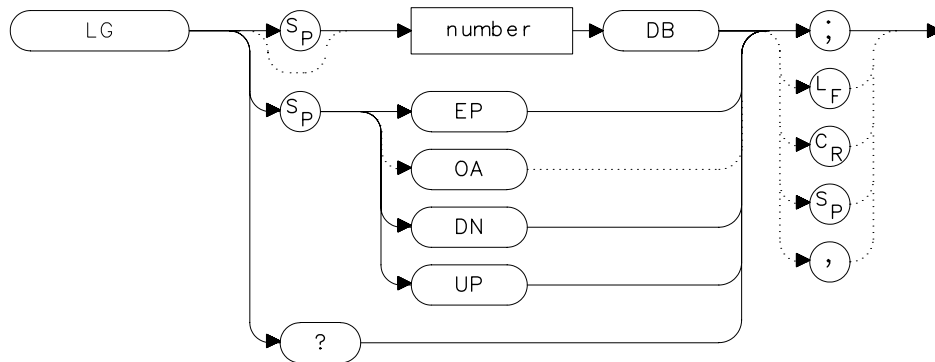 LG SP number DB ;
LF
SP EP
OA CR
DN SP
UP ,
?